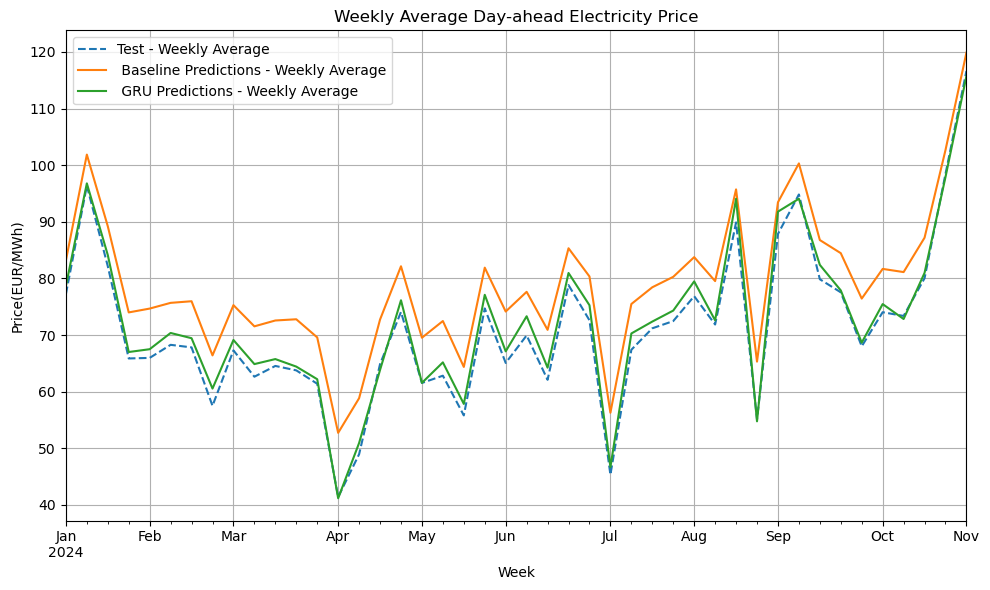 Weekly Average Day-ahead Electricity Price
Test - Weekly Average
Baseline Predictions - Weekly Average
GRU Predictions - Weekly Average
Price(EUR/MWh)
120
110
100
90
80
70
60
50
40
Jan Feb Mar Apr May Jun Jul Aug Sep Oct Nov
2024
Week